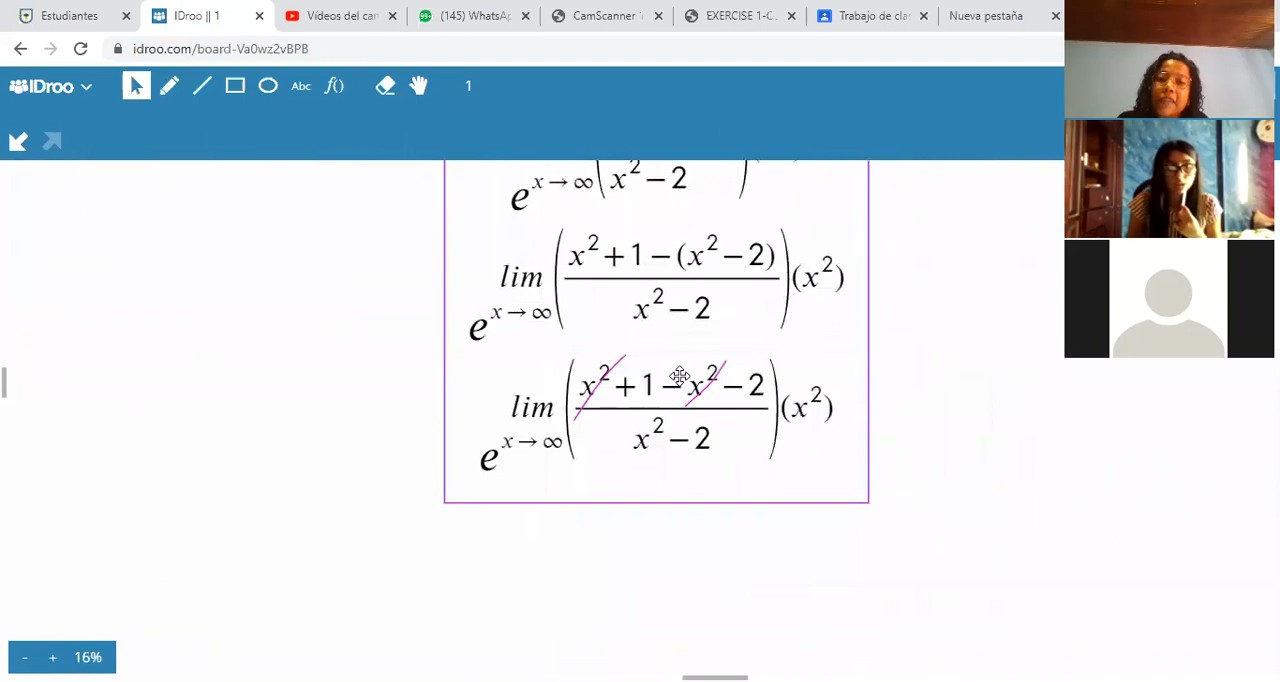 Estudiantes
IDroo || 1
Vídeos del can
(145) WhatsAp
CamScanner
EXERCISE 1-C
Trabajo de cla
Nueva pestaña
idroo.com/board-Va0wz2vBPB
IDroo
Abc
f()
1
e^{x→∞} (x² − 2)
e^{lim x→∞ ((x² + 1 − (x² − 2)) / (x² − 2)) (x²)}
e^{lim x→∞ ((x² + 1 − x² − 2) / (x² − 2)) (x²)}
- + 16%